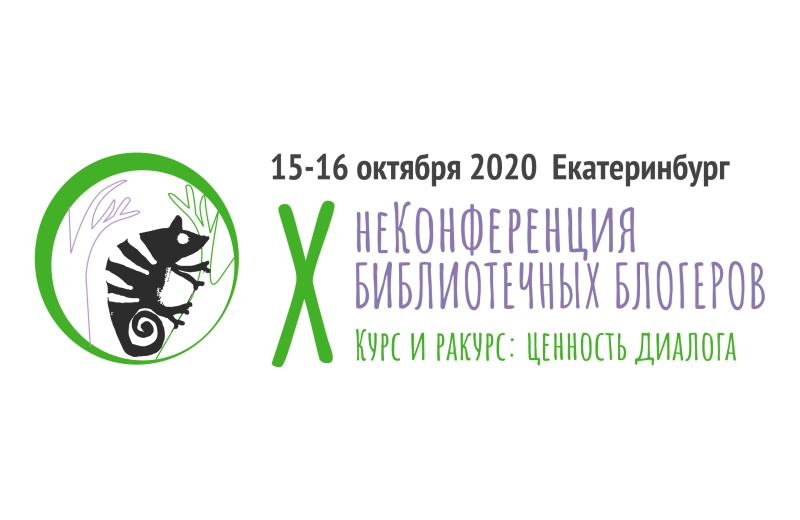 15-16 октября 2020 Екатеринбург
X
неКонференция
библиотечных блогеров
Курс и ракурс: ценность диалога